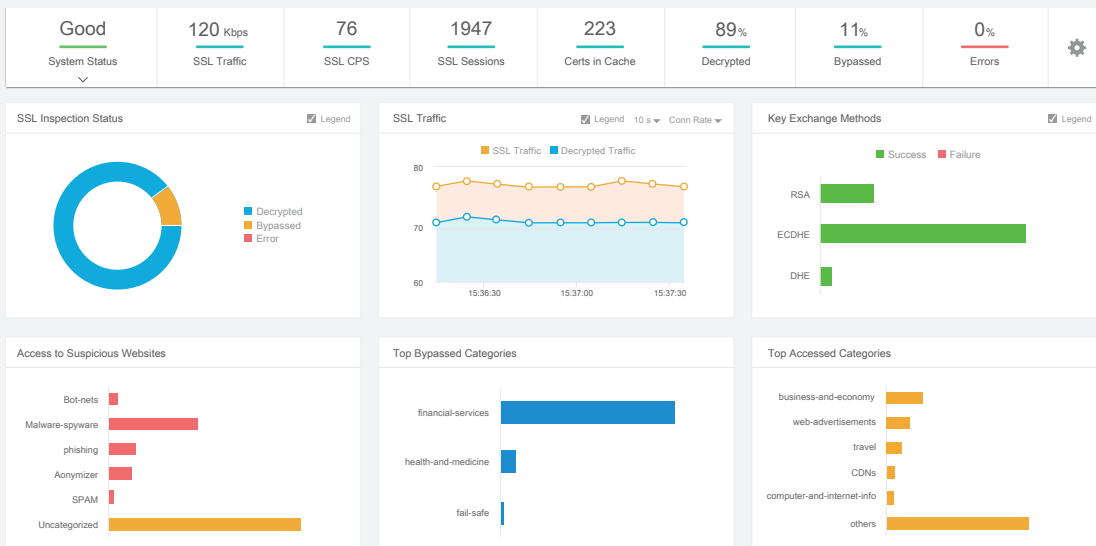 Good
System Status
120 Kbps
SSL Traffic
76
SSL CPS
1947
SSL Sessions
223
Certs in Cache
89%
Decrypted
11%
Bypassed
0%
Errors
SSL Inspection Status
Legend
Decrypted
Bypassed
Error
SSL Traffic
Legend 10 s Conn Rate
SSL Traffic Decrypted Traffic
80
70
60
15:36:30 15:37:00 15:37:30
Key Exchange Methods
Legend
Success Failure
RSA
ECDHE
DHE
Access to Suspicious Websites
Bot-nets
Malware-spyware
phishing
Aonymizer
SPAM
Uncategorized
Top Bypassed Categories
financial-services
health-and-medicine
fail-safe
Top Accessed Categories
business-and-economy
web-advertisements
travel
CDNs
computer-and-internet-info
others